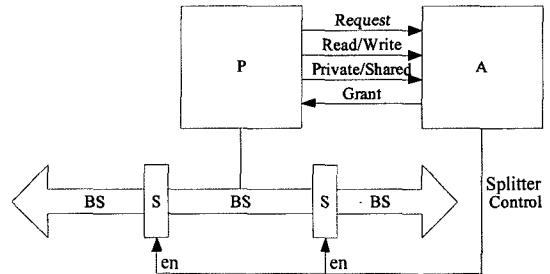 Request
Read/Write
P
Private/Shared
A
Grant
Splitter
Control
BS
S
BS
S
BS
en
en